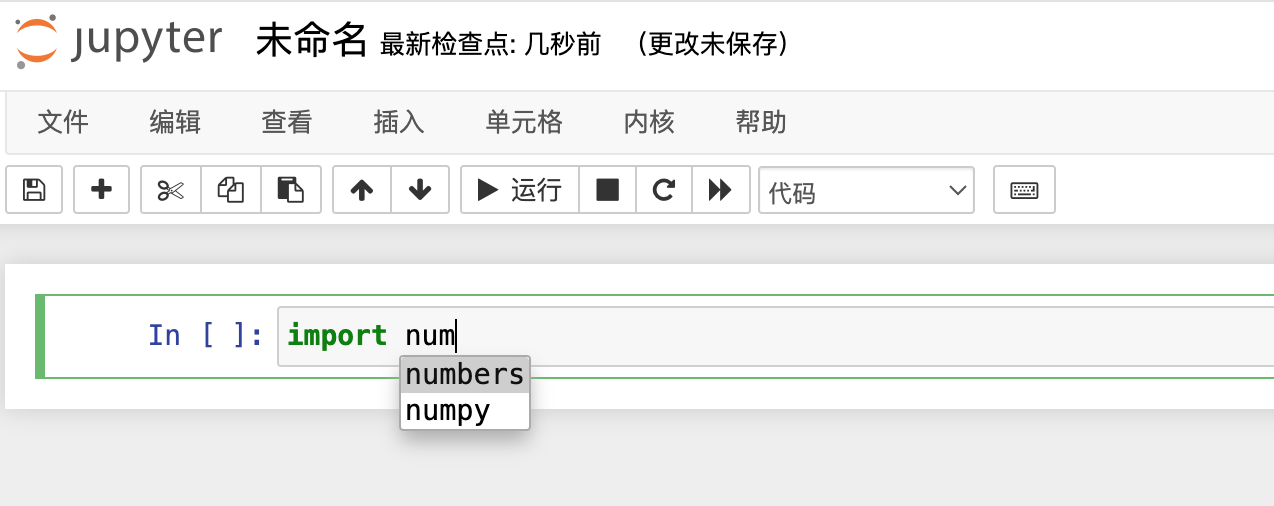 jupyter 未命名 最新检查点: 几秒前 (更改未保存)
文件 编辑 查看 插入 单元格 内核 帮助
运行 代码
In [ ]: import num
numbers
numpy